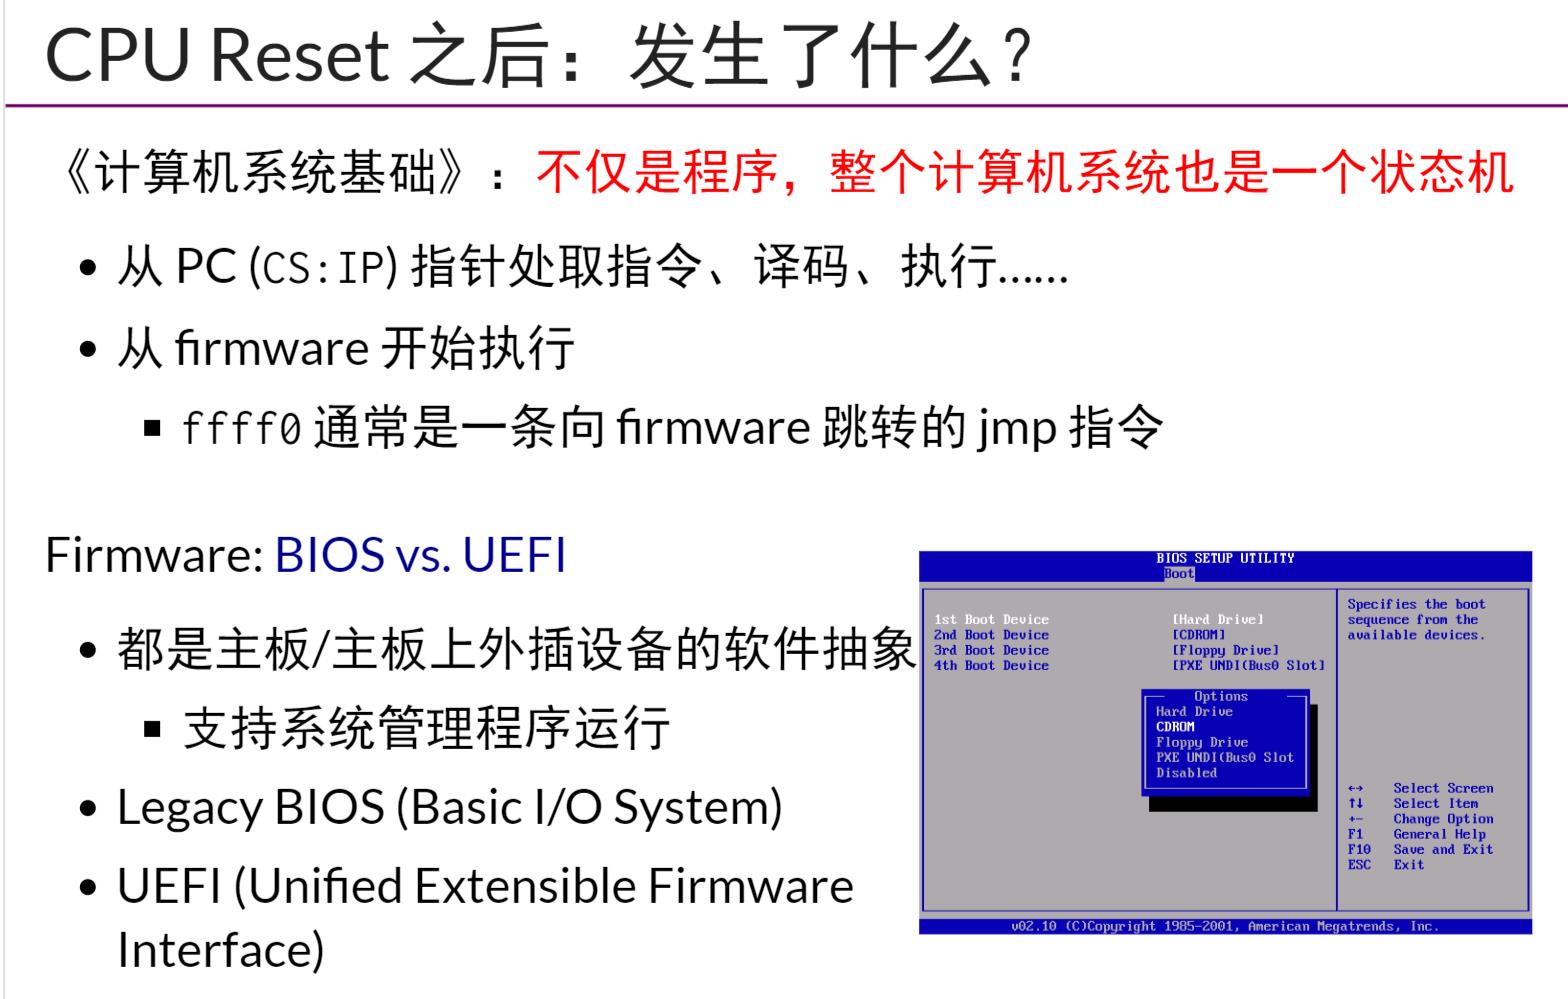 CPU Reset 之后：发生了什么？
《计算机系统基础》：不仅是程序，整个计算机系统也是一个状态机
从 PC (CS:IP) 指针处取指令、译码、执行……
从 firmware 开始执行
ffff0 通常是一条向 firmware 跳转的 jmp 指令
Firmware: BIOS vs. UEFI
都是主板/主板上外插设备的软件抽象
支持系统管理程序运行
Legacy BIOS (Basic I/O System)
UEFI (Unified Extensible Firmware
Interface)
BIOS SETUP UTILITY
Boot
1st Boot Device [Hard Drive]
2nd Boot Device [CDROM]
3rd Boot Device [Floppy Drive]
4th Boot Device [PXE UNDI(Bus0 Slot]
Options
Hard Drive
CDROM
Floppy Drive
PXE UNDI(Bus0 Slot
Disabled
Specifies the boot
sequence from the
available devices.
↔ Select Screen
↑↓ Select Item
+- Change Option
F1 General Help
F10 Save and Exit
ESC Exit
v02.10 (C)Copyright 1985-2001, American Megatrends, Inc.